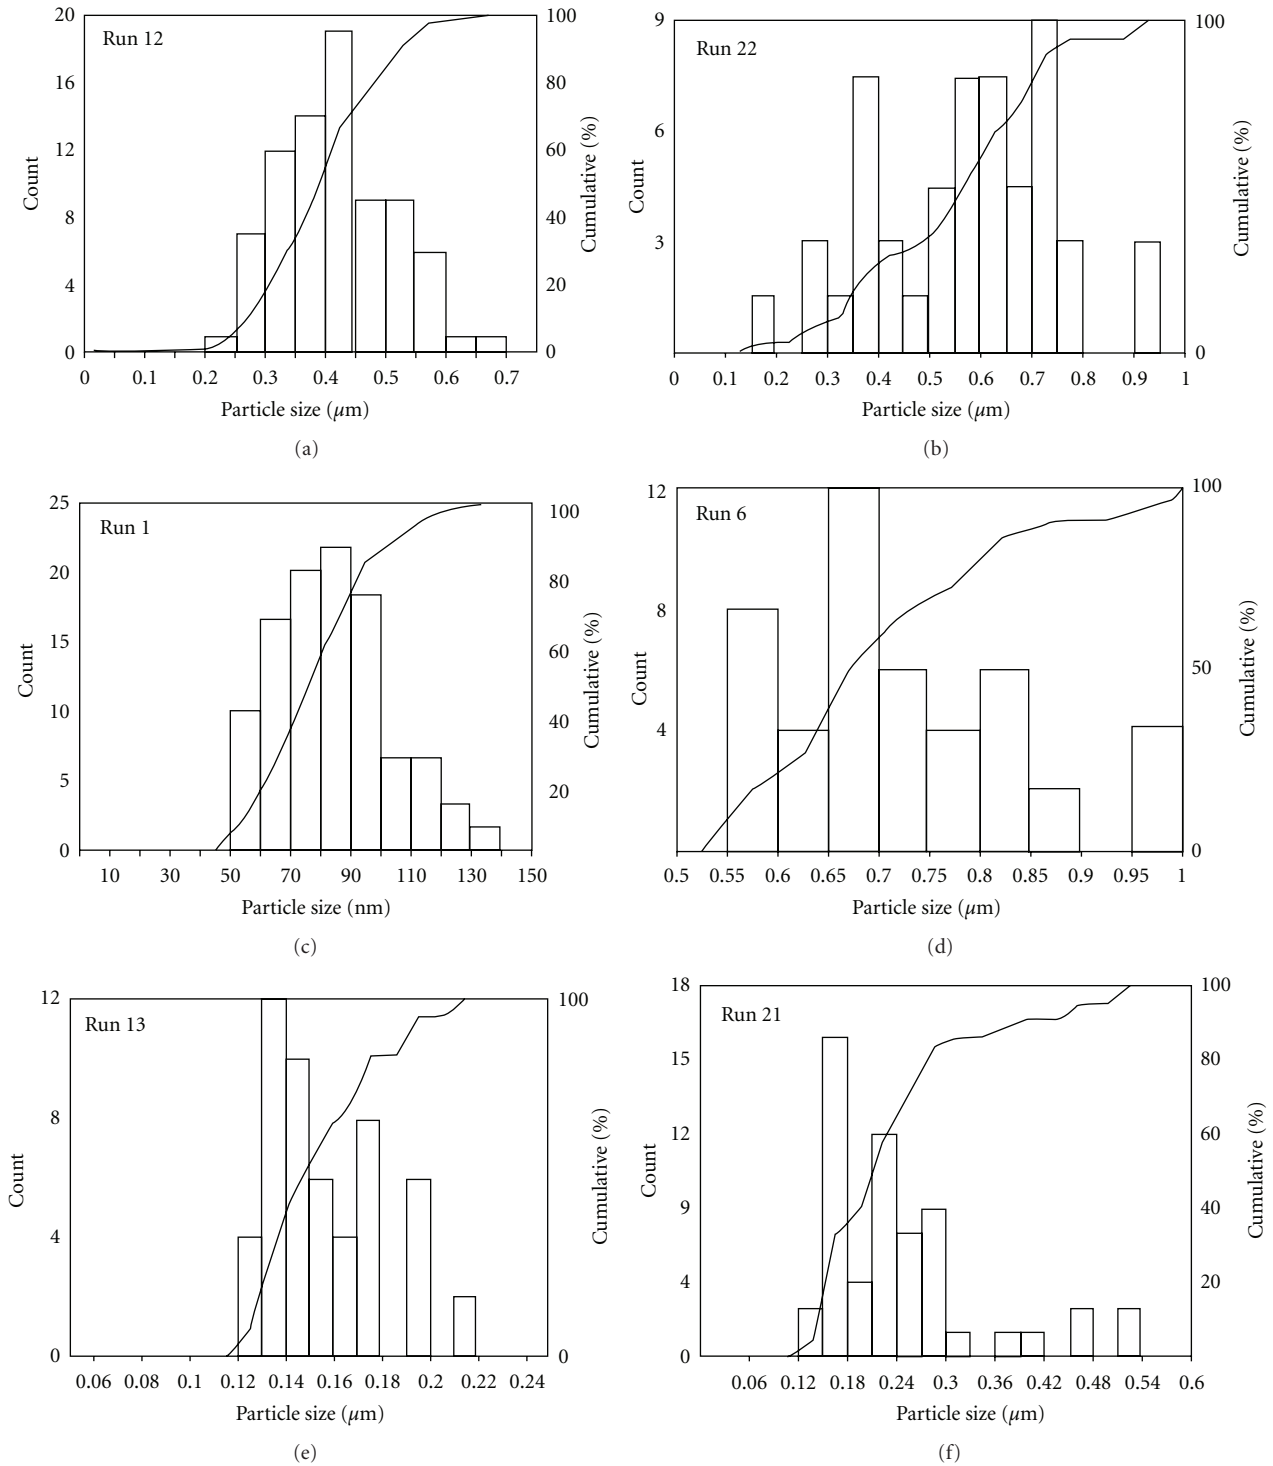 Run 12
20
16
12
8
4
0
100
80
60
40
20
0
Count
Cumulative (%)
0 0.1 0.2 0.3 0.4 0.5 0.6 0.7
Particle size (μm)
(a)
Run 22
9
6
3
100
0
Count
Cumulative (%)
0 0.1 0.2 0.3 0.4 0.5 0.6 0.7 0.8 0.9 1
Particle size (μm)
(b)
Run 1
25
20
15
10
5
0
100
80
60
40
20
Count
Cumulative (%)
10 30 50 70 90 110 130 150
Particle size (nm)
(c)
Run 6
12
8
4
100
50
0
Count
Cumulative (%)
0.5 0.55 0.6 0.65 0.7 0.75 0.8 0.85 0.9 0.95 1
Particle size (μm)
(d)
Run 13
12
8
4
0
100
0
Count
Cumulative (%)
0.06 0.08 0.1 0.12 0.14 0.16 0.18 0.2 0.22 0.24
Particle size (μm)
(e)
Run 21
18
15
12
9
4
0
100
80
60
40
20
Count
Cumulative (%)
0.06 0.12 0.18 0.24 0.3 0.36 0.42 0.48 0.54 0.6
Particle size (μm)
(f)